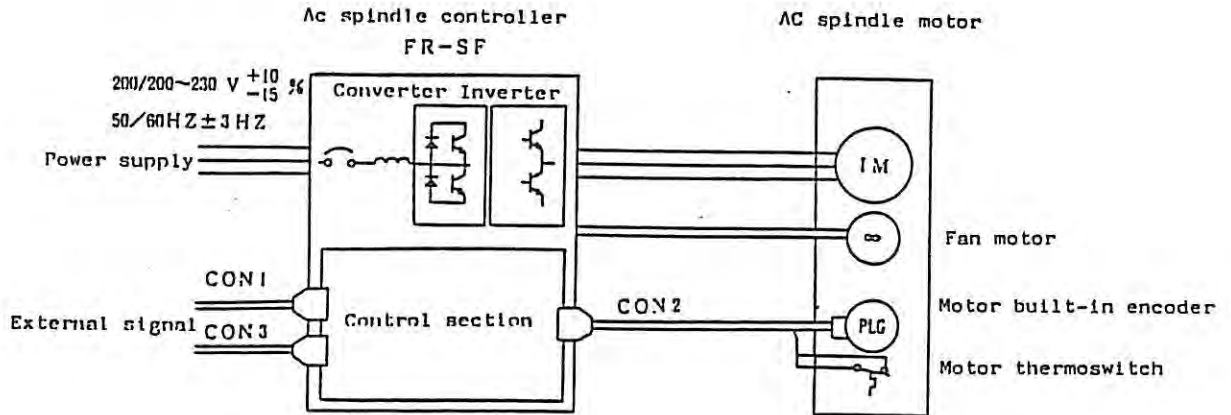 Ac spindle controller
FR-SF
AC spindle motor
200/200~230 V +10 -15 %
50/60HZ±3HZ
Power supply
Converter Inverter
IM
∞
Fan motor
CON1
External signal
CON3
Control section
CON2
PLG
Motor built-in encoder
Motor thermoswitch